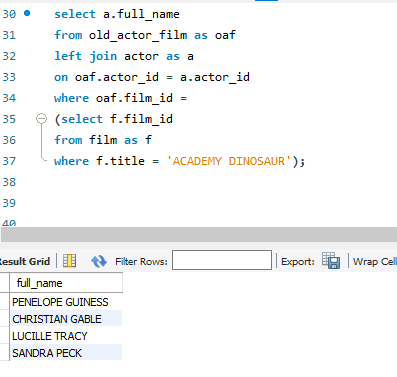 30 select a.full_name
31 from old_actor_film as oaf
32 left join actor as a
33 on oaf.actor_id = a.actor_id
34 where oaf.film_id =
35 (select f.film_id
36 from film as f
37 where f.title = 'ACADEMY DINOSAUR');
38
39
40
Result Grid Filter Rows: Export: Wrap Cell
full_name
PENELOPE GUINESS
CHRISTIAN GABLE
LUCILLE TRACY
SANDRA PECK